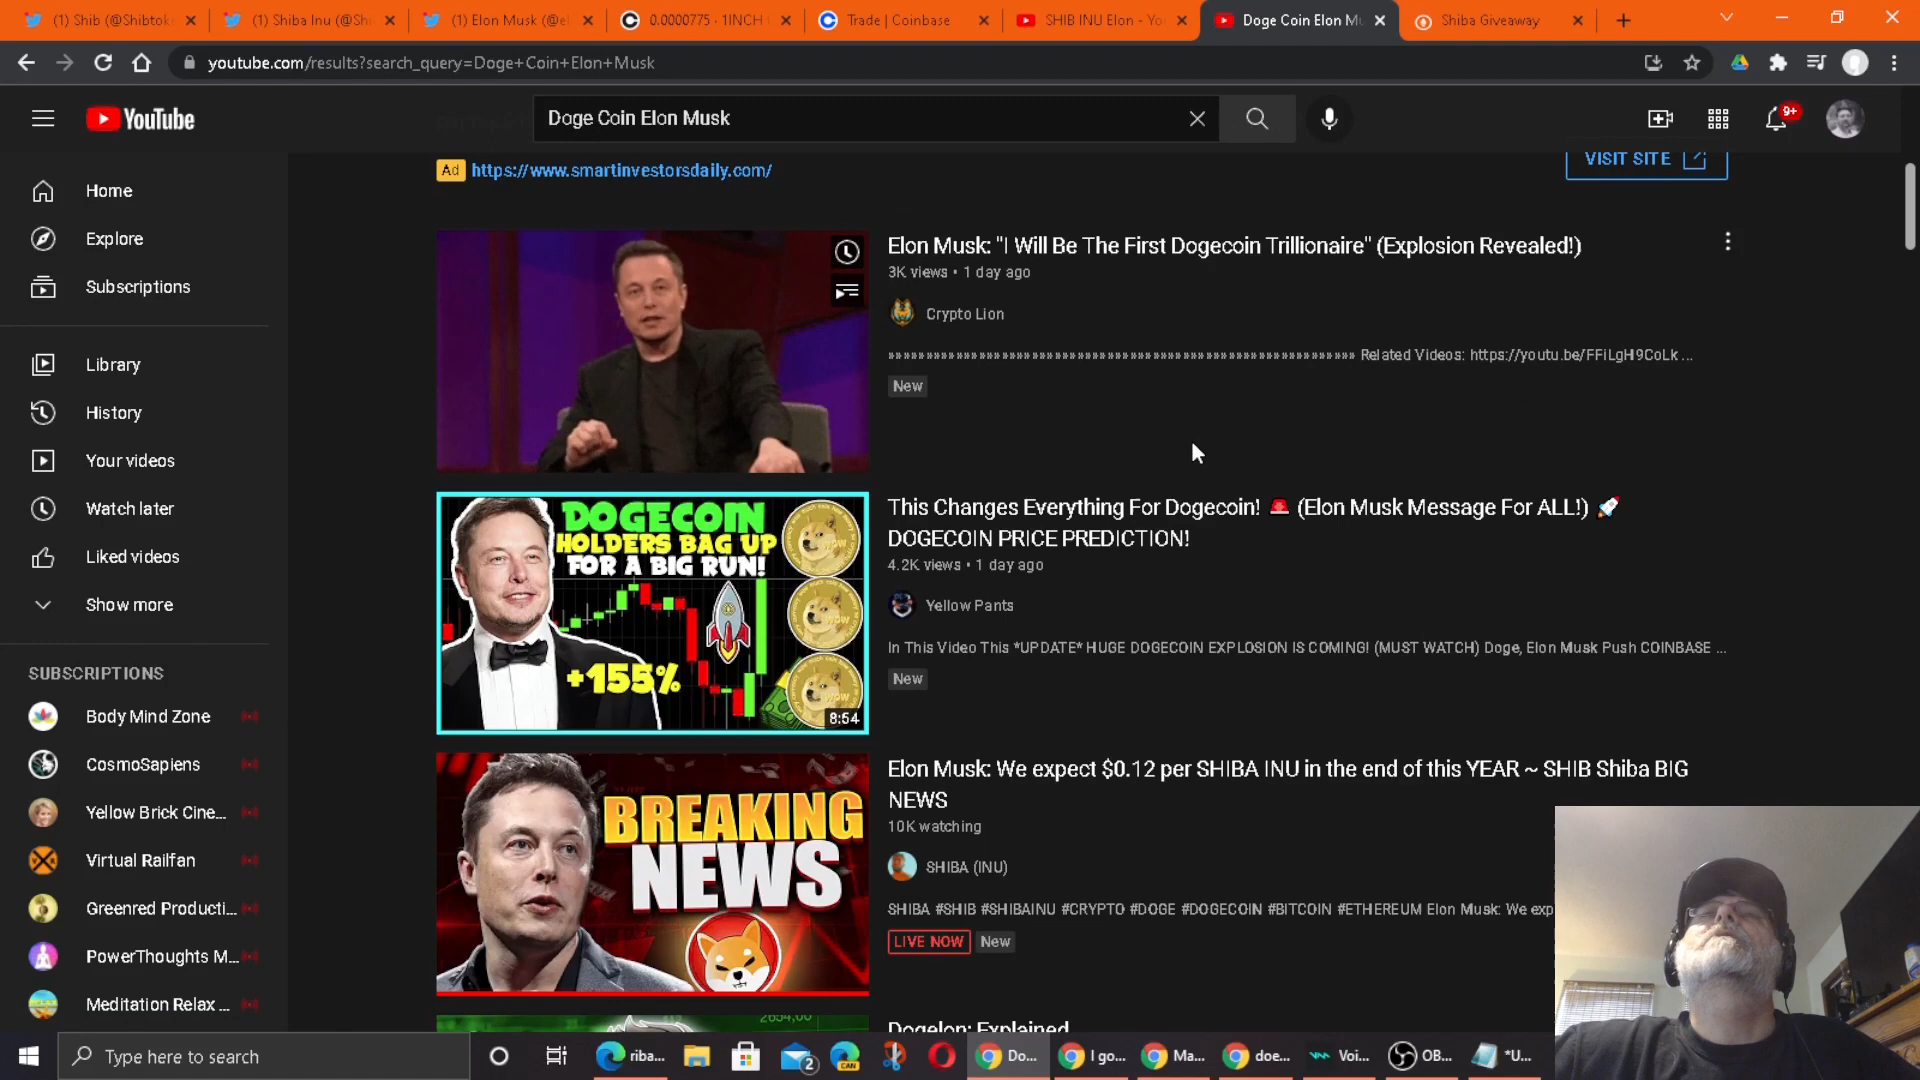 (1) Shib (@Shibtoke
(1) Shiba Inu (@Shi
(1) Elon Musk (@el
0.0000775 · 1INCH
Trade | Coinbase
SHIB INU Elon - Yo
Doge Coin Elon Mu
Shiba Giveaway
youtube.com/results?search_query=Doge+Coin+Elon+Musk
YouTube
Doge Coin Elon Musk
9+
Ad https://www.smartinvestorsdaily.com/
VISIT SITE
Home
Explore
Subscriptions
Library
History
Your videos
Watch later
Liked videos
Show more
SUBSCRIPTIONS
Body Mind Zone
CosmoSapiens
Yellow Brick Cine...
Virtual Railfan
Greenred Producti...
PowerThoughts M...
Meditation Relax ...
Elon Musk: "I Will Be The First Dogecoin Trillionaire" (Explosion Revealed!)
3K views • 1 day ago
Crypto Lion
»»»»»»»»»»»»»»»»»»»»»»»»»»»»»»»»»»»»»»»»»»»»»»»»»»»»»»»»»»»» Related Videos: https://youtu.be/FFiLgH9CoLk ...
New
DOGECOIN
HOLDERS BAG UP
FOR A BIG RUN!
+155%
8:54
This Changes Everything For Dogecoin! 🚨 (Elon Musk Message For ALL!) 🚀
DOGECOIN PRICE PREDICTION!
4.2K views • 1 day ago
Yellow Pants
In This Video This *UPDATE* HUGE DOGECOIN EXPLOSION IS COMING! (MUST WATCH) Doge, Elon Musk Push COINBASE ...
New
BREAKING
NEWS
Elon Musk: We expect $0.12 per SHIBA INU in the end of this YEAR ~ SHIB Shiba BIG
NEWS
10K watching
SHIBA (INU)
SHIBA #SHIB #SHIBAINU #CRYPTO #DOGE #DOGECOIN #BITCOIN #ETHEREUM Elon Musk: We exp
LIVE NOW New
2654,00
Dogelon: Explained
Type here to search
riba...
2
CAN
Do...
I go...
Ma...
doe...
Voi...
OB...
*U...